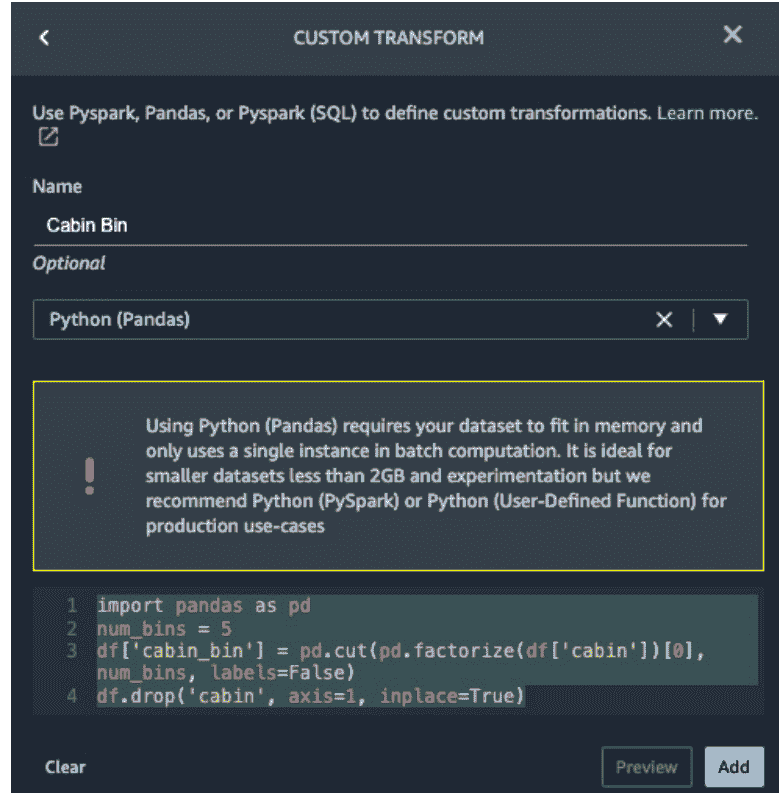 CUSTOM TRANSFORM
Use Pyspark, Pandas, or Pyspark (SQL) to define custom transformations. Learn more.
Name
Cabin Bin
Optional
Python (Pandas)
Using Python (Pandas) requires your dataset to fit in memory and
only uses a single instance in batch computation. It is ideal for
smaller datasets less than 2GB and experimentation but we
recommend Python (PySpark) or Python (User-Defined Function) for
production use-cases
1 import pandas as pd
2 num_bins = 5
3 df['cabin_bin'] = pd.cut(pd.factorize(df['cabin'])[0],
num_bins, labels=False)
4 df.drop('cabin', axis=1, inplace=True)
Clear
Preview
Add